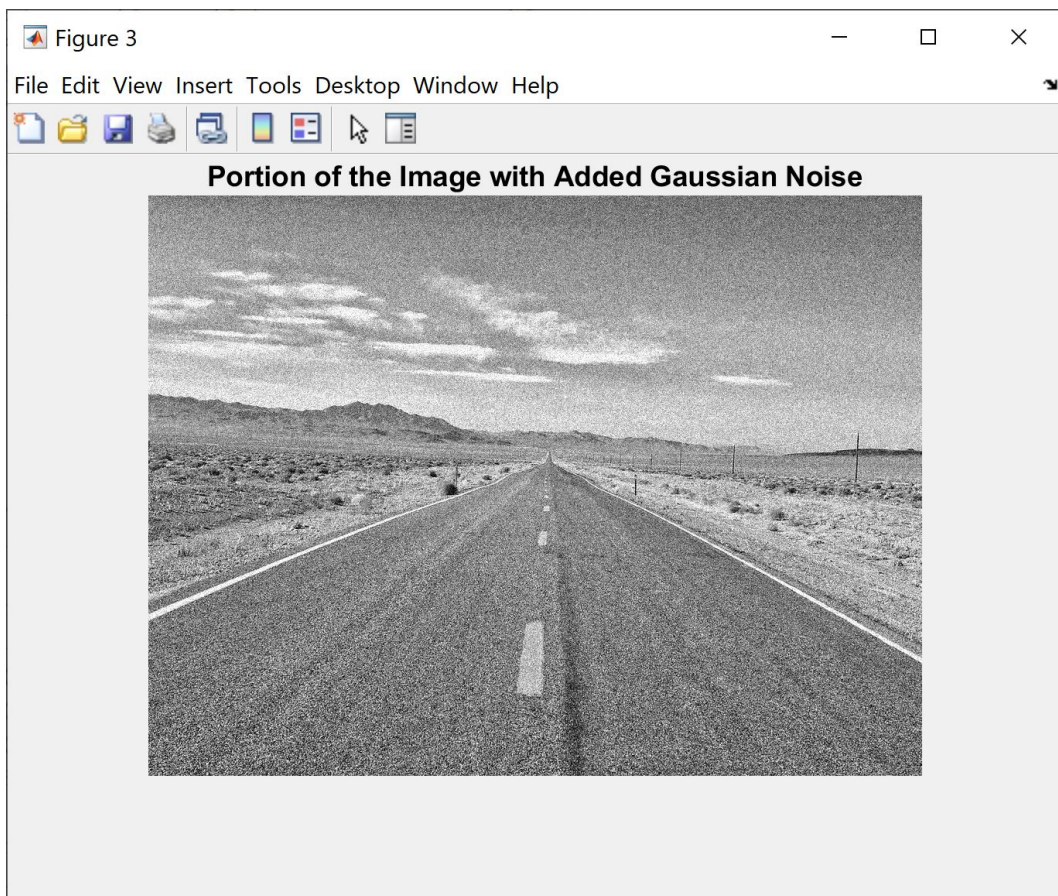 Figure 3
File Edit View Insert Tools Desktop Window Help
Portion of the Image with Added Gaussian Noise